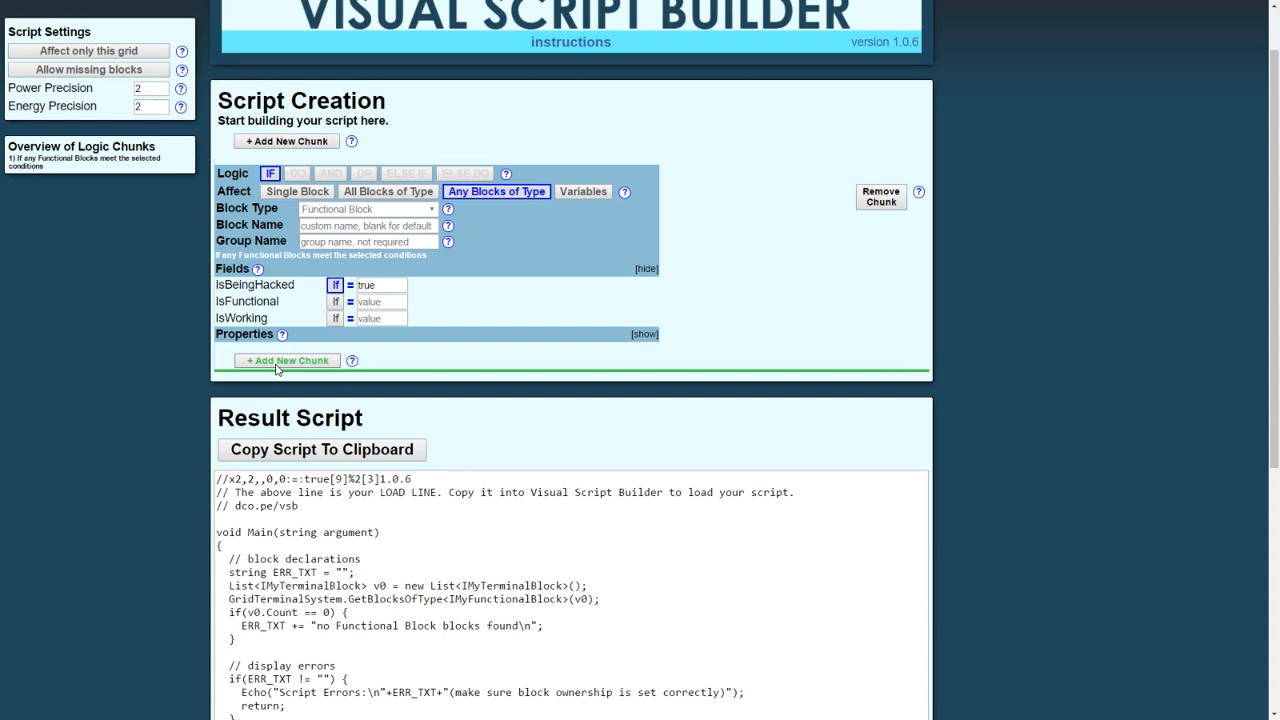 VISUAL SCRIPT BUILDER
instructions
version 1.0.6
Script Settings
Affect only this grid ?
Allow missing blocks ?
Power Precision 2 ?
Energy Precision 2 ?
Overview of Logic Chunks
1) If any Functional Blocks meet the selected
conditions
Script Creation
Start building your script here.
+ Add New Chunk ?
Logic IF DO AND OR ELSE IF ELSE DO ?
Affect Single Block All Blocks of Type Any Blocks of Type Variables ?
Remove
Chunk ?
Block Type Functional Block ?
Block Name custom name, blank for default ?
Group Name group name, not required ?
If any Functional Blocks meet the selected conditions
Fields ? [hide]
IsBeingHacked If = true
IsFunctional If = value
IsWorking If = value
Properties ? [show]
+ Add New Chunk ?
Result Script
Copy Script To Clipboard
//x2,2,,0,0:=:true[9]%2[3]1.0.6
// The above line is your LOAD LINE. Copy it into Visual Script Builder to load your script.
// dco.pe/vsb
void Main(string argument)
{
// block declarations
string ERR_TXT = "";
List<IMyTerminalBlock> v0 = new List<IMyTerminalBlock>();
GridTerminalSystem.GetBlocksOfType<IMyFunctionalBlock>(v0);
if(v0.Count == 0) {
ERR_TXT += "no Functional Block blocks found\n";
}
// display errors
if(ERR_TXT != "") {
Echo("Script Errors:\n"+ERR_TXT+"(make sure block ownership is set correctly)");
return;
}